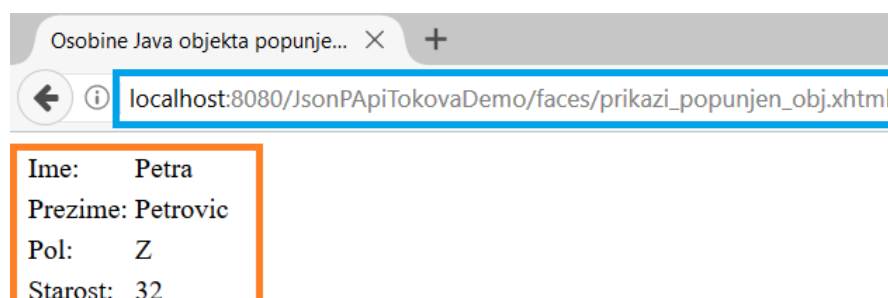 Osobine Java objekta popunje...
localhost:8080/JsonPApiTokovaDemo/faces/prikazi_popunjen_obj.xhtml
Ime: Petra
Prezime: Petrovic
Pol: Z
Starost: 32